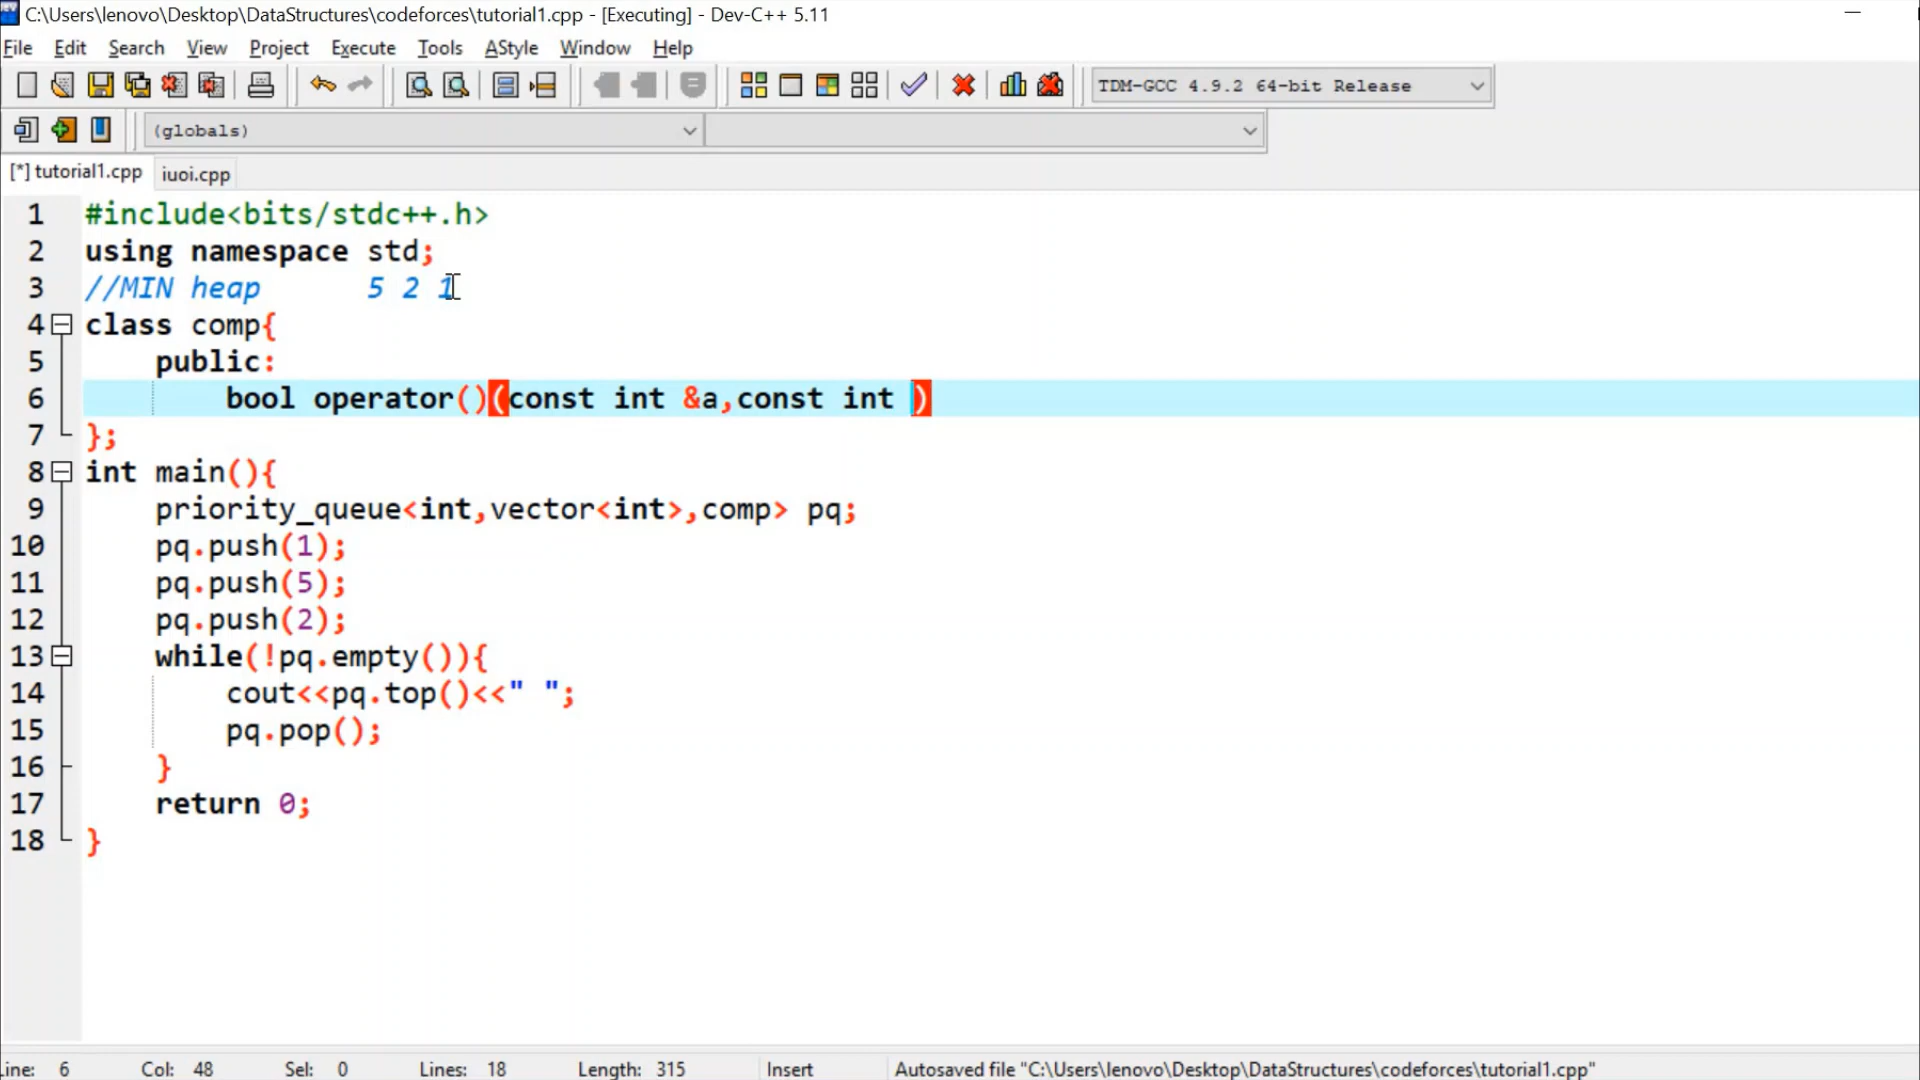 C:\Users\lenovo\Desktop\DataStructures\codeforces\tutorial1.cpp - [Executing] - Dev-C++ 5.11
File Edit Search View Project Execute Tools AStyle Window Help
TDM-GCC 4.9.2 64-bit Release
(globals)
[*] tutorial1.cpp iuoi.cpp
1 #include<bits/stdc++.h>
2 using namespace std;
3 //MIN heap 5 2 1
4 class comp{
5 public:
6 bool operator()(const int &a,const int )
7 };
8 int main(){
9 priority_queue<int,vector<int>,comp> pq;
10 pq.push(1);
11 pq.push(5);
12 pq.push(2);
13 while(!pq.empty()){
14 cout<<pq.top()<<" ";
15 pq.pop();
16 }
17 return 0;
18 }
ine: 6 Col: 48 Sel: 0 Lines: 18 Length: 315 Insert Autosaved file "C:\Users\lenovo\Desktop\DataStructures\codeforces\tutorial1.cpp"